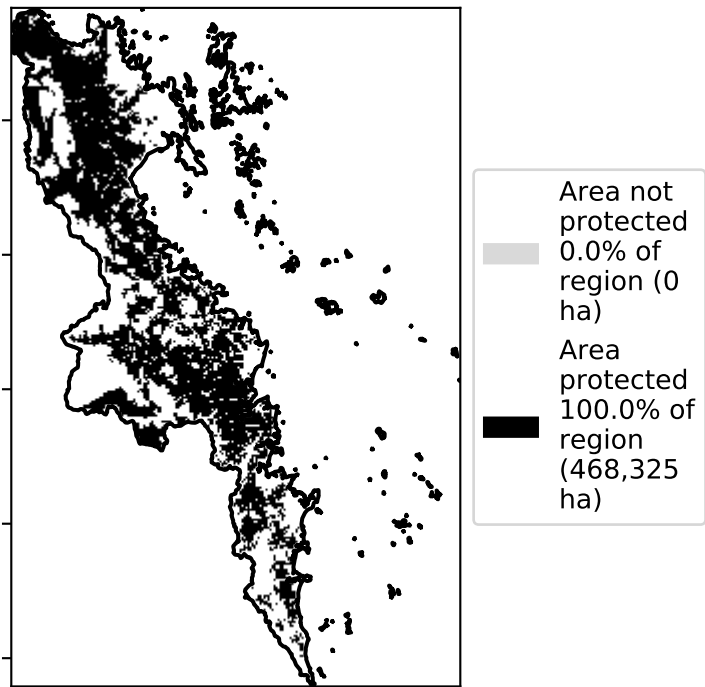 Area not
protected
0.0% of
region (0
ha)
Area
protected
100.0% of
region
(468,325
ha)